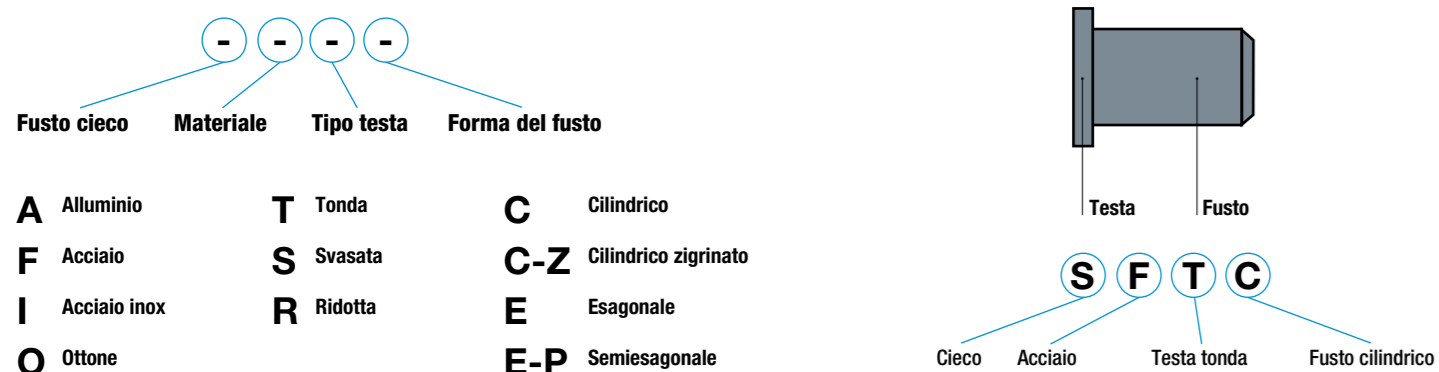 - - - -
Fusto cieco Materiale Tipo testa Forma del fusto
A Alluminio T Tonda C Cilindrico
F Acciaio S Svasata C-Z Cilindrico zigrinato
I Acciaio inox R Ridotta E Esagonale
O Ottone E-P Semiesagonale
Testa Fusto
S F T C
Cieco Acciaio Testa tonda Fusto cilindrico